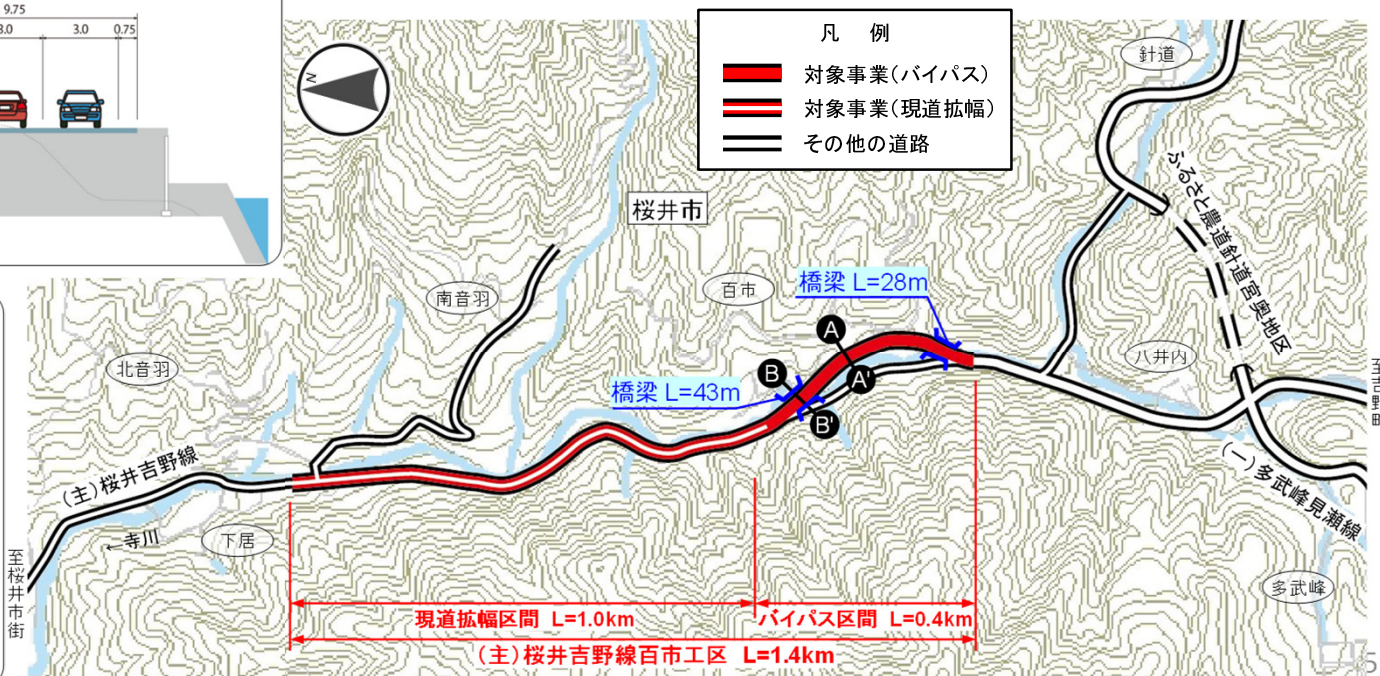 9.75
3.0
3.0
0.75
N
凡 例
対象事業(バイパス)
対象事業(現道拡幅)
その他の道路
針道
ふるさと農道針道宮奥地区
桜井市
南音羽
百市
橋梁 L=28m
A
A'
B
B'
橋梁 L=43m
北音羽
八井内
至吉野町
(主)桜井吉野線
←寺川
下居
(一)多武峰見瀬線
多武峰
至桜井市街
現道拡幅区間 L=1.0km
バイパス区間 L=0.4km
(主)桜井吉野線百市工区 L=1.4km
5